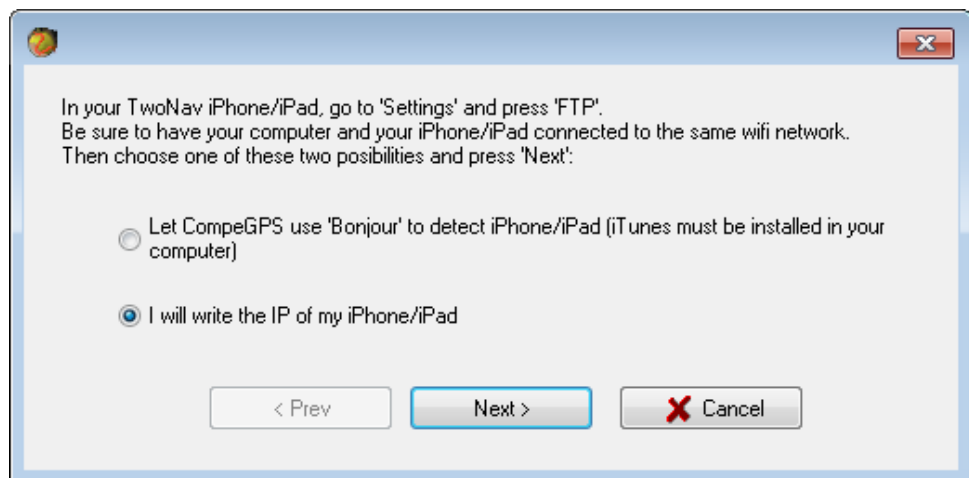 In your TwoNav iPhone/iPad, go to 'Settings' and press 'FTP'.
Be sure to have your computer and your iPhone/iPad connected to the same wifi network.
Then choose one of these two posibilities and press 'Next':
Let CompeGPS use 'Bonjour' to detect iPhone/iPad (iTunes must be installed in your
computer)
I will write the IP of my iPhone/iPad
< Prev Next > Cancel